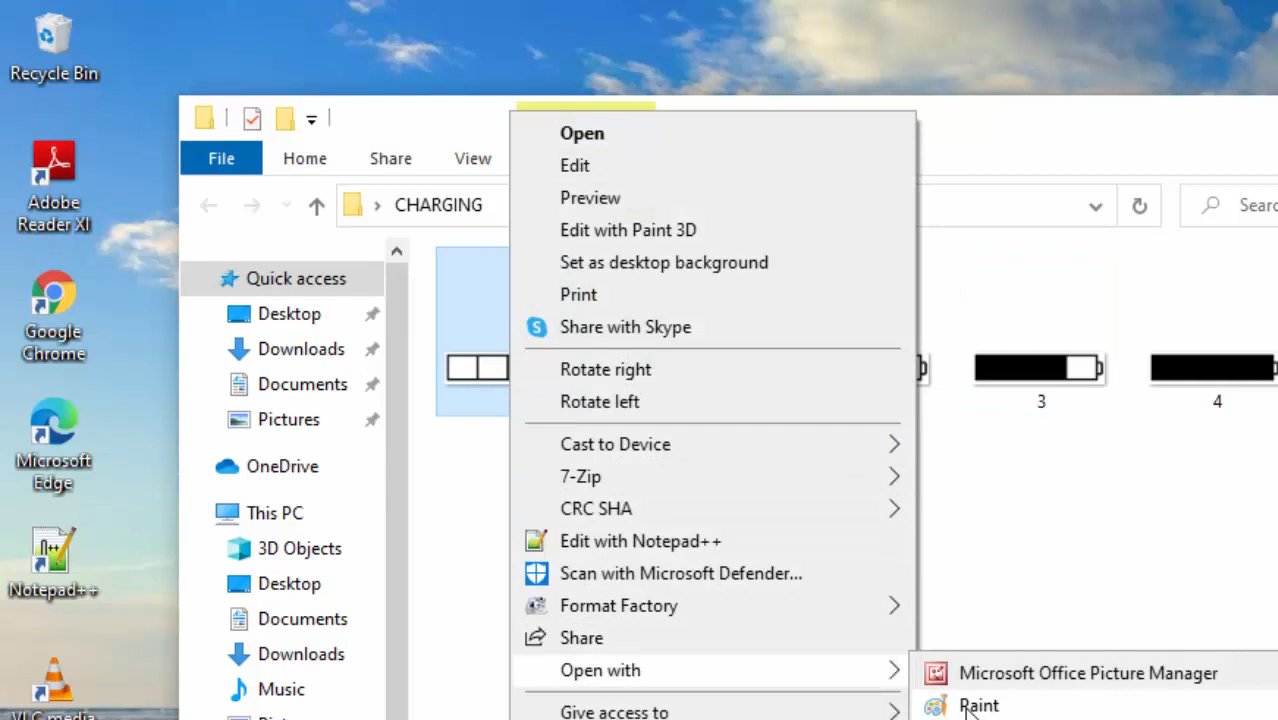 Recycle Bin
Adobe
Reader XI
Google
Chrome
Microsoft
Edge
Notepad++
VLC media
File
Home
Share
View
CHARGING
Quick access
Desktop
Downloads
Documents
Pictures
OneDrive
This PC
3D Objects
Desktop
Documents
Downloads
Music
Open
Edit
Preview
Edit with Paint 3D
Set as desktop background
Print
Share with Skype
Rotate right
Rotate left
Cast to Device
7-Zip
CRC SHA
Edit with Notepad++
Scan with Microsoft Defender...
Format Factory
Share
Open with
Give access to
Microsoft Office Picture Manager
Paint
3
4